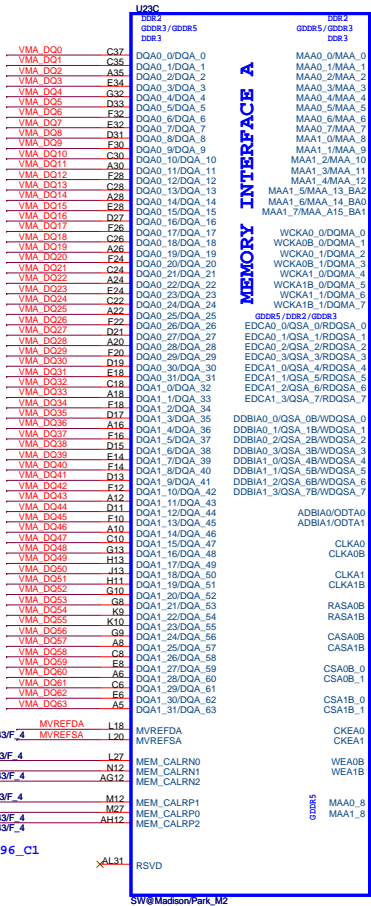 U23C
DDR2
GDDR3/GDDR5
DDR3
DDR2
GDDR5/GDDR3
DDR3
MEMORY INTERFACE A
VMA_DQ0 C37 DQA0_0/DQA_0
VMA_DQ1 C35 DQA0_1/DQA_1
VMA_DQ2 A35 DQA0_2/DQA_2
VMA_DQ3 E34 DQA0_3/DQA_3
VMA_DQ4 G32 DQA0_4/DQA_4
VMA_DQ5 D33 DQA0_5/DQA_5
VMA_DQ6 F32 DQA0_6/DQA_6
VMA_DQ7 E32 DQA0_7/DQA_7
VMA_DQ8 D31 DQA0_8/DQA_8
VMA_DQ9 F30 DQA0_9/DQA_9
VMA_DQ10 C30 DQA0_10/DQA_10
VMA_DQ11 A30 DQA0_11/DQA_11
VMA_DQ12 F28 DQA0_12/DQA_12
VMA_DQ13 C28 DQA0_13/DQA_13
VMA_DQ14 A28 DQA0_14/DQA_14
VMA_DQ15 E28 DQA0_15/DQA_15
VMA_DQ16 D27 DQA0_16/DQA_16
VMA_DQ17 F26 DQA0_17/DQA_17
VMA_DQ18 C26 DQA0_18/DQA_18
VMA_DQ19 A26 DQA0_19/DQA_19
VMA_DQ20 F24 DQA0_20/DQA_20
VMA_DQ21 C24 DQA0_21/DQA_21
VMA_DQ22 A24 DQA0_22/DQA_22
VMA_DQ23 E24 DQA0_23/DQA_23
VMA_DQ24 C22 DQA0_24/DQA_24
VMA_DQ25 A22 DQA0_25/DQA_25
VMA_DQ26 F22 DQA0_26/DQA_26
VMA_DQ27 D21 DQA0_27/DQA_27
VMA_DQ28 A20 DQA0_28/DQA_28
VMA_DQ29 F20 DQA0_29/DQA_29
VMA_DQ30 D19 DQA0_30/DQA_30
VMA_DQ31 E18 DQA0_31/DQA_31
VMA_DQ32 C18 DQA1_0/DQA_32
VMA_DQ33 A18 DQA1_1/DQA_33
VMA_DQ34 F18 DQA1_2/DQA_34
VMA_DQ35 D17 DQA1_3/DQA_35
VMA_DQ36 A16 DQA1_4/DQA_36
VMA_DQ37 F16 DQA1_5/DQA_37
VMA_DQ38 D15 DQA1_6/DQA_38
VMA_DQ39 E14 DQA1_7/DQA_39
VMA_DQ40 F14 DQA1_8/DQA_40
VMA_DQ41 D13 DQA1_9/DQA_41
VMA_DQ42 F12 DQA1_10/DQA_42
VMA_DQ43 A12 DQA1_11/DQA_43
VMA_DQ44 D11 DQA1_12/DQA_44
VMA_DQ45 F10 DQA1_13/DQA_45
VMA_DQ46 A10 DQA1_14/DQA_46
VMA_DQ47 C10 DQA1_15/DQA_47
VMA_DQ48 G13 DQA1_16/DQA_48
VMA_DQ49 H13 DQA1_17/DQA_49
VMA_DQ50 J13 DQA1_18/DQA_50
VMA_DQ51 H11 DQA1_19/DQA_51
VMA_DQ52 G10 DQA1_20/DQA_52
VMA_DQ53 G8 DQA1_21/DQA_53
VMA_DQ54 K9 DQA1_22/DQA_54
VMA_DQ55 K10 DQA1_23/DQA_55
VMA_DQ56 G9 DQA1_24/DQA_56
VMA_DQ57 A8 DQA1_25/DQA_57
VMA_DQ58 C8 DQA1_26/DQA_58
VMA_DQ59 E8 DQA1_27/DQA_59
VMA_DQ60 A6 DQA1_28/DQA_60
VMA_DQ61 C6 DQA1_29/DQA_61
VMA_DQ62 E6 DQA1_30/DQA_62
VMA_DQ63 A5 DQA1_31/DQA_63
MVREFDA L18 MVREFDA
MVREFSA L20 MVREFSA
L27 MEM_CALRN0
N12 MEM_CALRN1
AG12 MEM_CALRN2
M12 MEM_CALRP1
M27 MEM_CALRP0
AH12 MEM_CALRP2
96_C1
AL31 RSVD
MAA0_0/MAA_0
MAA0_1/MAA_1
MAA0_2/MAA_2
MAA0_3/MAA_3
MAA0_4/MAA_4
MAA0_5/MAA_5
MAA0_6/MAA_6
MAA0_7/MAA_7
MAA1_0/MAA_8
MAA1_1/MAA_9
MAA1_2/MAA_10
MAA1_3/MAA_11
MAA1_4/MAA_12
MAA1_5/MAA_13_BA2
MAA1_6/MAA_14_BA0
MAA1_7/MAA_A15_BA1
WCKA0_0/DQMA_0
WCKA0B_0/DQMA_1
WCKA0_1/DQMA_2
WCKA0B_1/DQMA_3
WCKA1_0/DQMA_4
WCKA1B_0/DQMA_5
WCKA1_1/DQMA_6
WCKA1B_1/DQMA_7
GDDR5/DDR2/GDDR3
EDCA0_0/QSA_0/RDQSA_0
EDCA0_1/QSA_1/RDQSA_1
EDCA0_2/QSA_2/RDQSA_2
EDCA0_3/QSA_3/RDQSA_3
EDCA1_0/QSA_4/RDQSA_4
EDCA1_1/QSA_5/RDQSA_5
EDCA1_2/QSA_6/RDQSA_6
EDCA1_3/QSA_7/RDQSA_7
DDBIA0_0/QSA_0B/WDQSA_0
DDBIA0_1/QSA_1B/WDQSA_1
DDBIA0_2/QSA_2B/WDQSA_2
DDBIA0_3/QSA_3B/WDQSA_3
DDBIA1_0/QSA_4B/WDQSA_4
DDBIA1_1/QSA_5B/WDQSA_5
DDBIA1_2/QSA_6B/WDQSA_6
DDBIA1_3/QSA_7B/WDQSA_7
ADBIA0/ODTA0
ADBIA1/ODTA1
CLKA0
CLKA0B
CLKA1
CLKA1B
RASA0B
RASA1B
CASA0B
CASA1B
CSA0B_0
CSA0B_1
CSA1B_0
CSA1B_1
CKEA0
CKEA1
WEA0B
WEA1B
GDDR5
MAA0_8
MAA1_8
SW@Madison/Park_M2